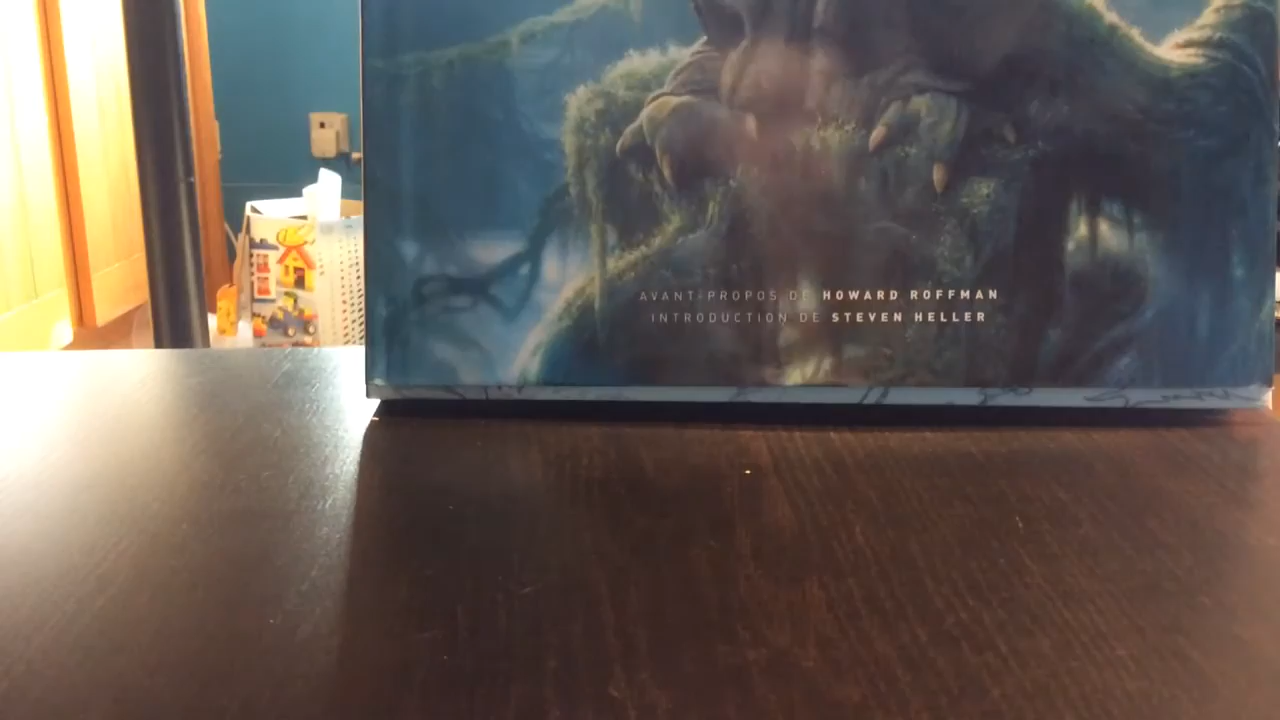 AVANT-PROPOS DE HOWARD ROFFMAN
INTRODUCTION DE STEVEN HELLER